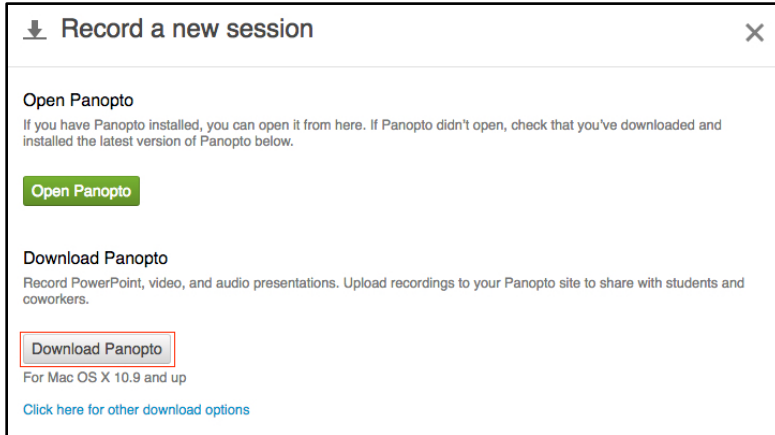 Record a new session
Open Panopto
If you have Panopto installed, you can open it from here. If Panopto didn't open, check that you've downloaded and
installed the latest version of Panopto below.
Open Panopto
Download Panopto
Record PowerPoint, video, and audio presentations. Upload recordings to your Panopto site to share with students and
coworkers.
Download Panopto
For Mac OS X 10.9 and up
Click here for other download options